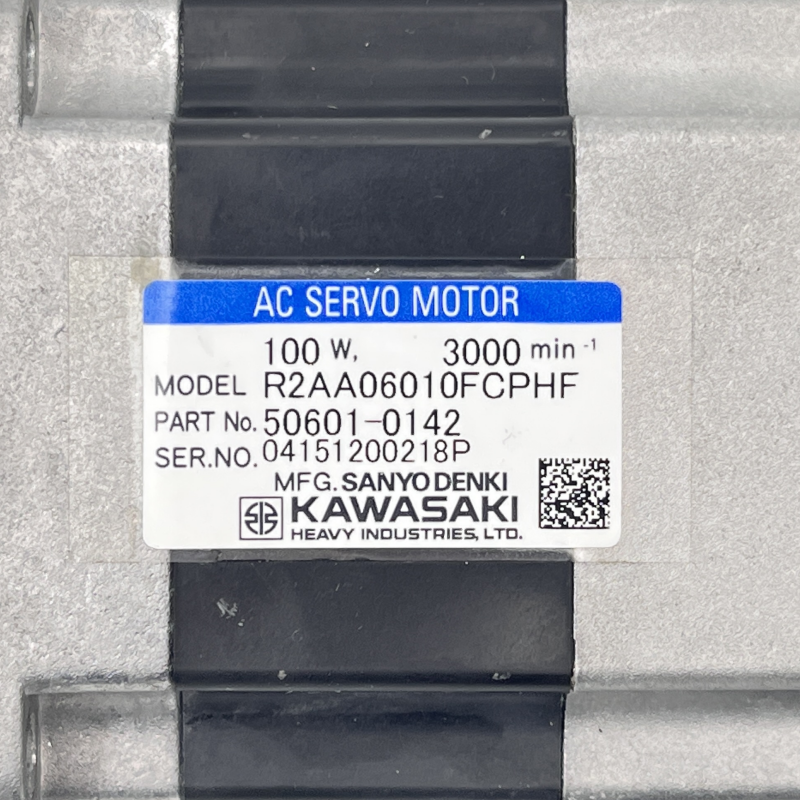 AC SERVO MOTOR
100 W, 3000 min -1
MODEL R2AA06010FCPHF
PART No. 50601-0142
SER.NO. 04151200218P
MFG. SANYO DENKI
KAWASAKI
HEAVY INDUSTRIES, LTD.